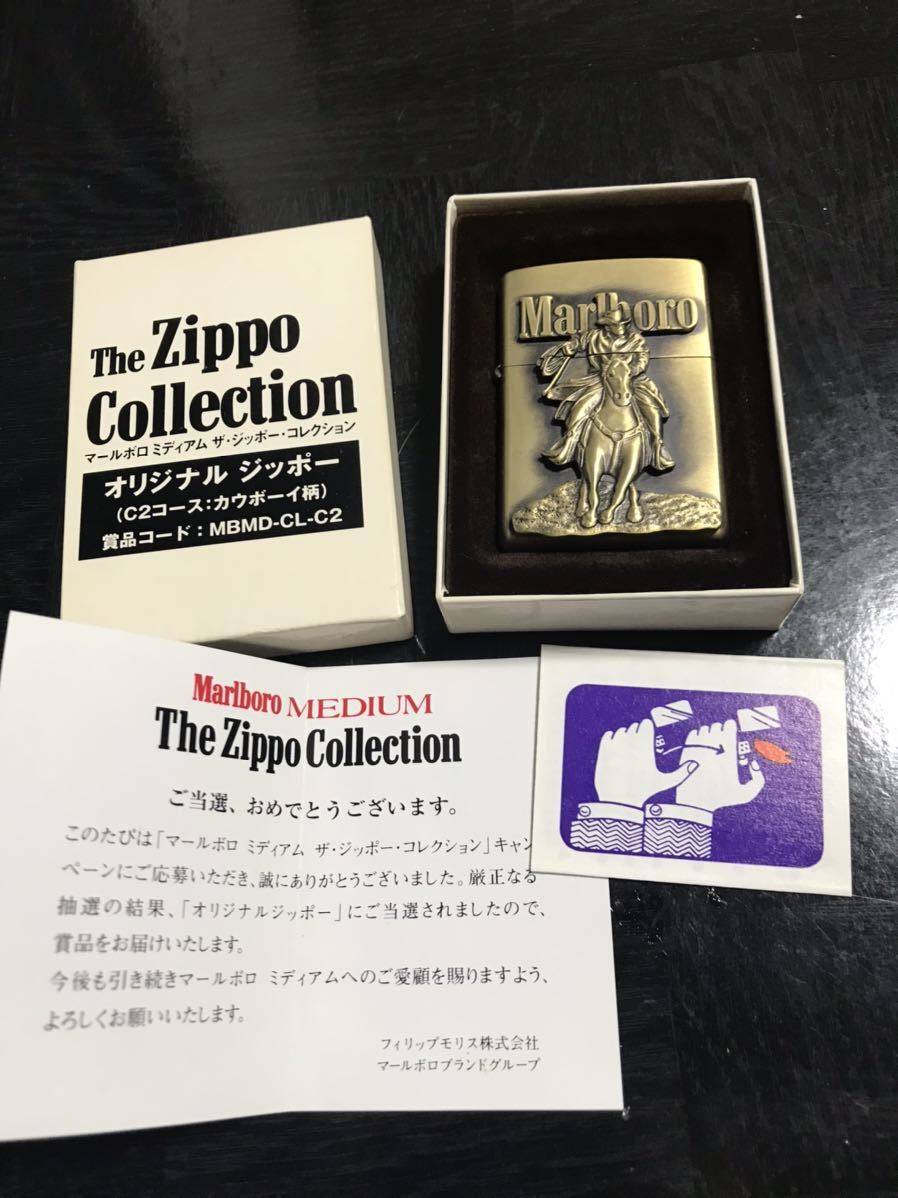 The Zippo
Collection
マールボロ ミディアム ザ・ジッポー・コレクション
オリジナル ジッポー
(C2コース:カウボーイ柄)
賞品コード:MBMD-CL-C2
Marlboro
Marlboro MEDIUM
The Zippo Collection
ご当選、おめでとうございます。
このたびは「マールボロ ミディアム ザ・ジッポー・コレクション」キャン
ペーンにご応募いただき、誠にありがとうございました。厳正なる
抽選の結果、「オリジナルジッポー」にご当選されましたので、
賞品をお届けいたします。
今後も引き続きマールボロ ミディアムへのご愛顧を賜りますよう、
よろしくお願いいたします。
フィリップモリス株式会社
マールボロブランドグループ